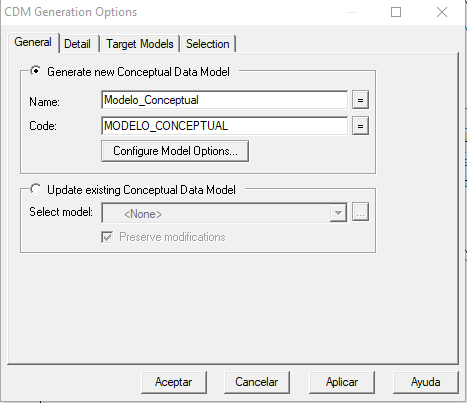 CDM Generation Options
General Detail Target Models Selection
Generate new Conceptual Data Model
Name: Modelo_Conceptual =
Code: MODELO_CONCEPTUAL =
Configure Model Options...
Update existing Conceptual Data Model
Select model: <None> ...
Preserve modifications
Aceptar Cancelar Aplicar Ayuda